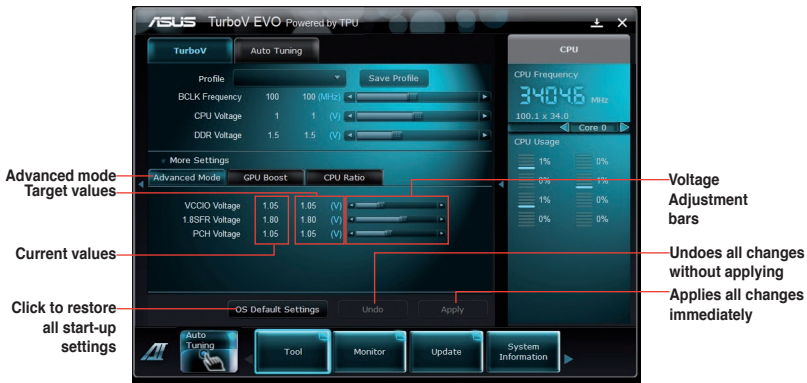 ASUS TurboV EVO Powered by TPU
TurboV
Auto Tuning
Profile
Save Profile
BCLK Frequency 100 100 (MHz)
CPU Voltage 1 1 (V)
DDR Voltage 1.5 1.5 (V)
More Settings
Advanced Mode
GPU Boost
CPU Ratio
VCCIO Voltage 1.05 1.05 (V)
1.8SFR Voltage 1.80 1.80 (V)
PCH Voltage 1.05 1.05 (V)
OS Default Settings
Undo
Apply
CPU
CPU Frequency
3404.6 MHz
100.1 x 34.0
Core 0
CPU Usage
1% 0%
0% 1%
1% 0%
0% 0%
Auto
Tuning
Tool
Monitor
Update
System
Information
Advanced mode
Target values
Current values
Click to restore
all start-up
settings
Voltage
Adjustment
bars
Undoes all changes
without applying
Applies all changes
immediately